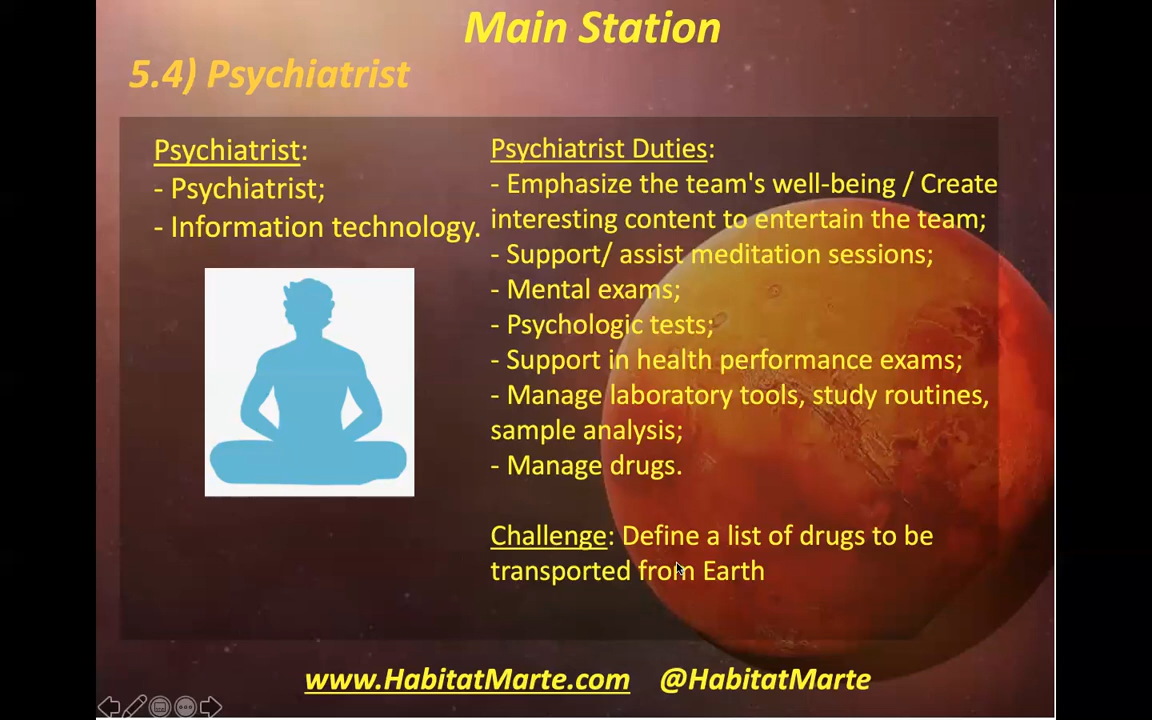 Main Station
5.4) Psychiatrist
Psychiatrist:
- Psychiatrist;
- Information technology.
Psychiatrist Duties:
- Emphasize the team's well-being / Create
interesting content to entertain the team;
- Support/ assist meditation sessions;
- Mental exams;
- Psychologic tests;
- Support in health performance exams;
- Manage laboratory tools, study routines,
sample analysis;
- Manage drugs.
Challenge: Define a list of drugs to be
transported from Earth
www.HabitatMarte.com @HabitatMarte